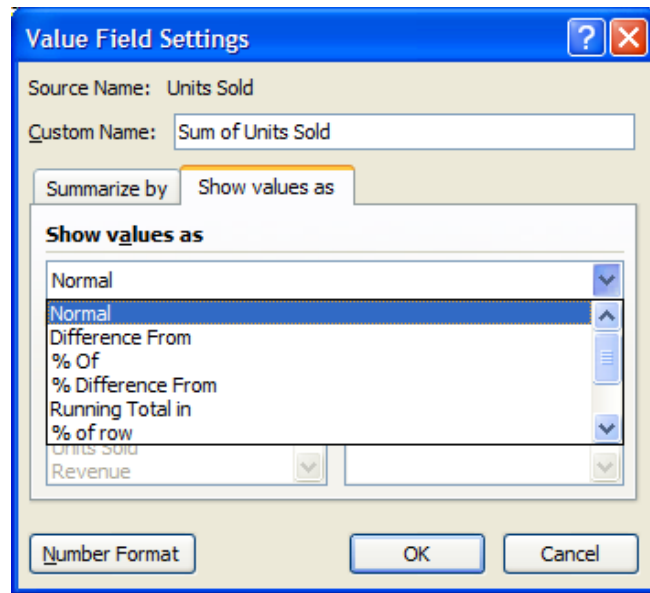 Value Field Settings
Source Name: Units Sold
Custom Name: Sum of Units Sold
Summarize by Show values as
Show values as
Normal
Normal
Difference From
% Of
% Difference From
Running Total in
% of row
Units Sold
Revenue
Number Format OK Cancel